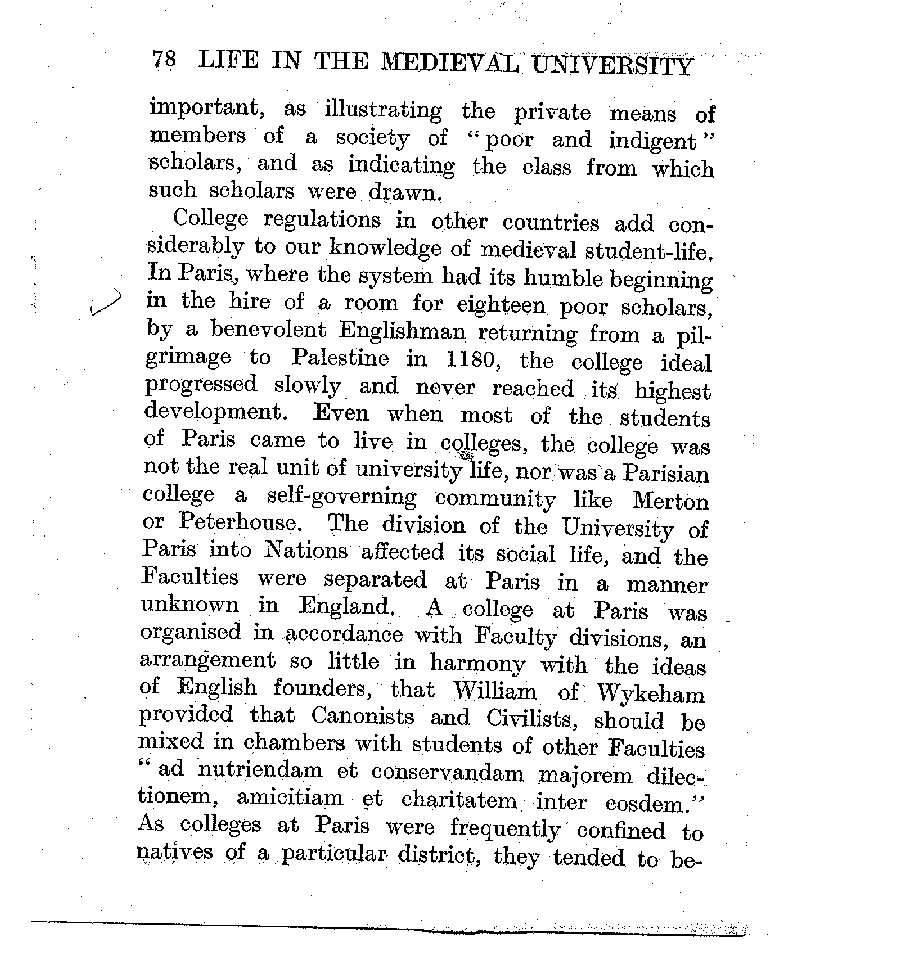 78 LIFE IN THE MEDIEVAL UNIVERSITY
important, as illustrating the private means of
members of a society of “poor and indigent”
scholars, and as indicating the class from which
such scholars were drawn.
College regulations in other countries add con-
siderably to our knowledge of medieval student-life.
In Paris, where the system had its humble beginning
in the hire of a room for eighteen poor scholars,
by a benevolent Englishman returning from a pil-
grimage to Palestine in 1180, the college ideal
progressed slowly and never reached its highest
development. Even when most of the students
of Paris came to live in colleges, the college was
not the real unit of university life, nor was a Parisian
college a self-governing community like Merton
or Peterhouse. The division of the University of
Paris into Nations affected its social life, and the
Faculties were separated at Paris in a manner
unknown in England. A college at Paris was
organised in accordance with Faculty divisions, an
arrangement so little in harmony with the ideas
of English founders, that William of Wykeham
provided that Canonists and Civilists, should be
mixed in chambers with students of other Faculties
“ad nutriendam et conservandam majorem dilec-
tionem, amicitiam et charitatem inter eosdem.”
As colleges at Paris were frequently confined to
natives of a particular district, they tended to be-